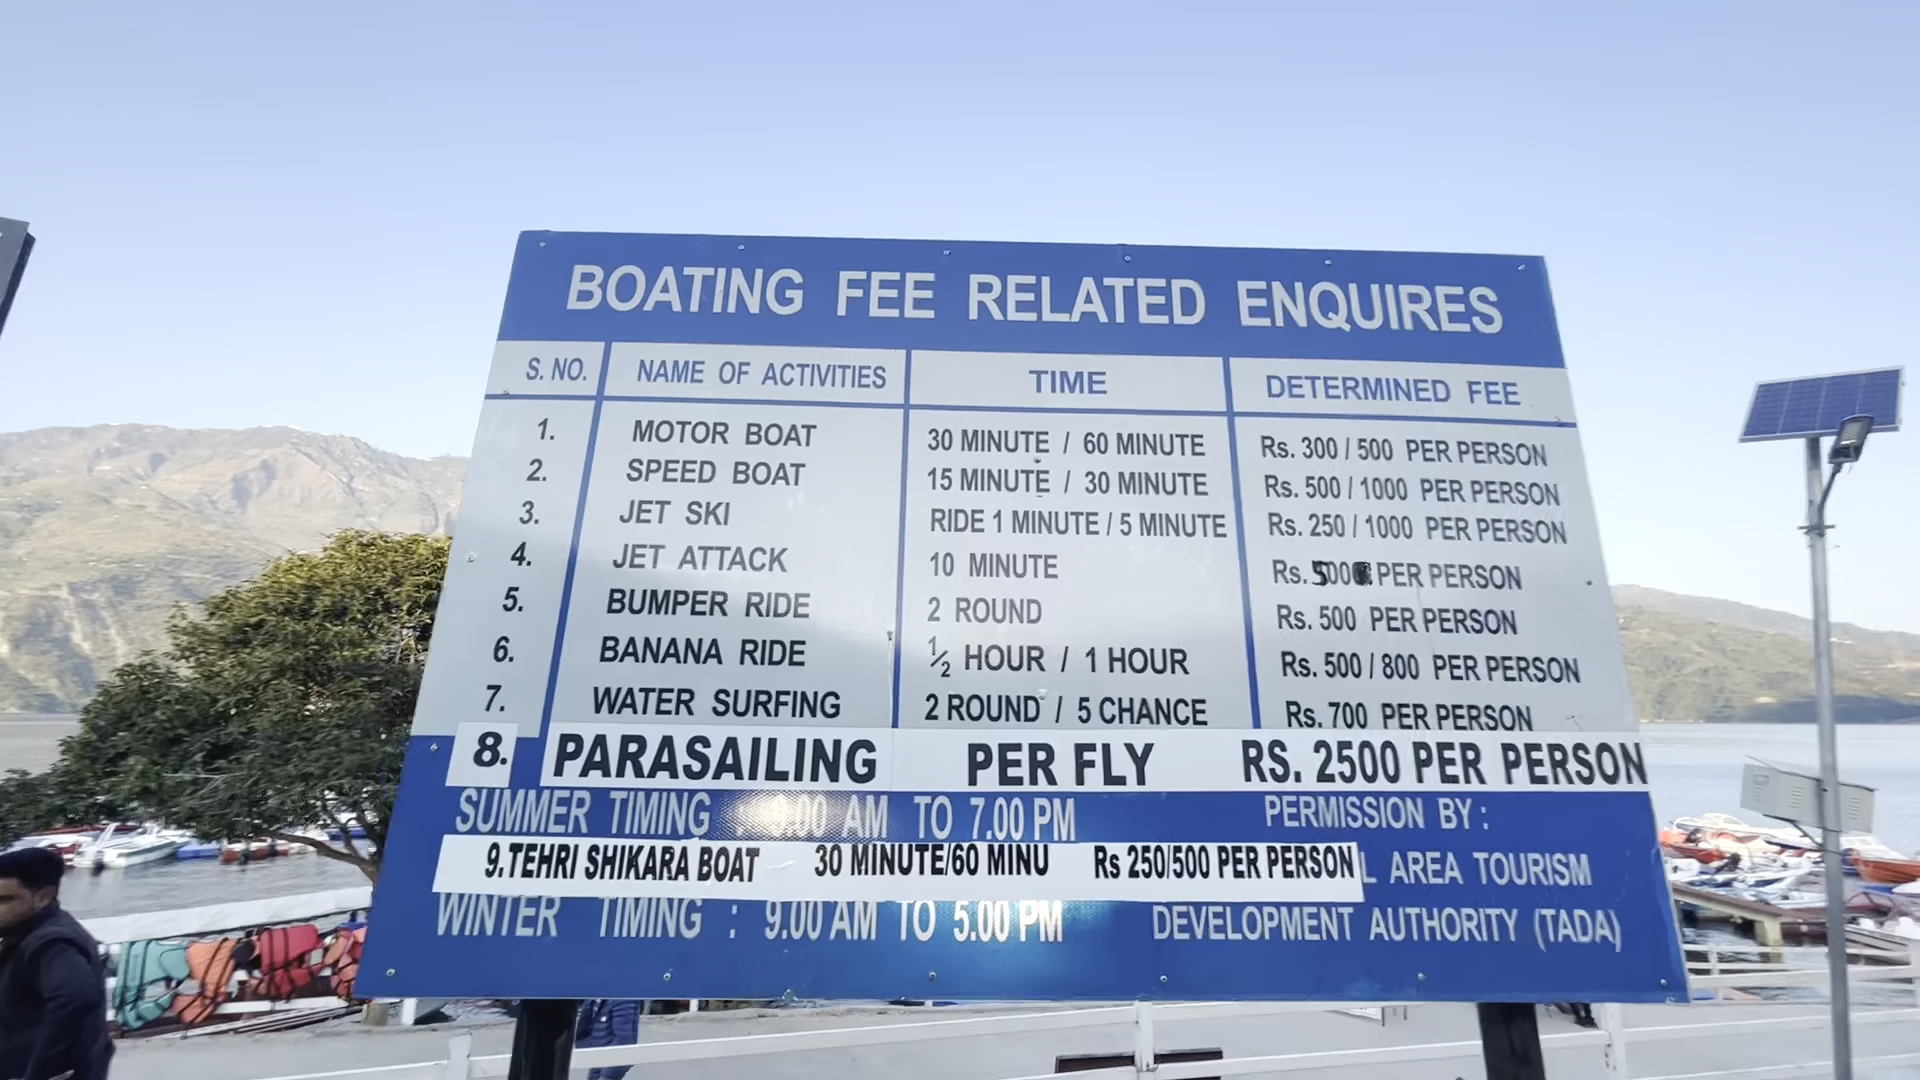 BOATING FEE RELATED ENQUIRES
S. NO. NAME OF ACTIVITIES TIME DETERMINED FEE
1. MOTOR BOAT 30 MINUTE / 60 MINUTE Rs. 300 / 500 PER PERSON
2. SPEED BOAT 15 MINUTE / 30 MINUTE Rs. 500 / 1000 PER PERSON
3. JET SKI RIDE 1 MINUTE / 5 MINUTE Rs. 250 / 1000 PER PERSON
4. JET ATTACK 10 MINUTE Rs. 500 PER PERSON
5. BUMPER RIDE 2 ROUND Rs. 500 PER PERSON
6. BANANA RIDE ½ HOUR / 1 HOUR Rs. 500 / 800 PER PERSON
7. WATER SURFING 2 ROUND / 5 CHANCE Rs. 700 PER PERSON
8. PARASAILING PER FLY RS. 2500 PER PERSON
SUMMER TIMING : 9.00 AM TO 7.00 PM PERMISSION BY :
9.TEHRI SHIKARA BOAT 30 MINUTE/60 MINU Rs 250/500 PER PERSON L AREA TOURISM
WINTER TIMING : 9.00 AM TO 5.00 PM DEVELOPMENT AUTHORITY (TADA)